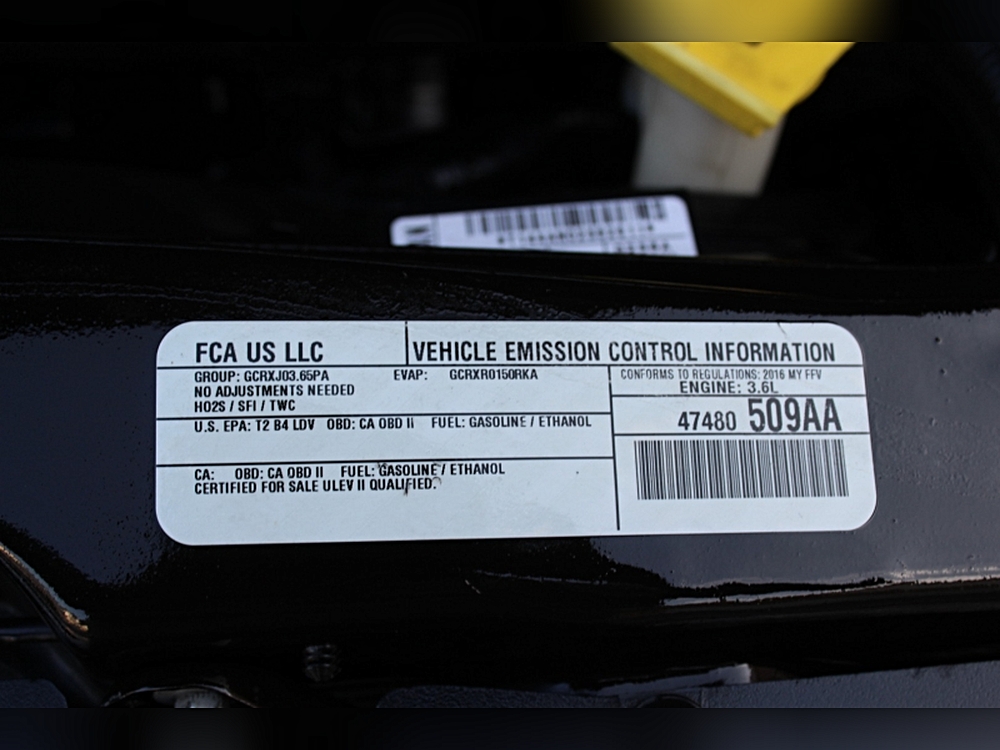 FCA US LLC
VEHICLE EMISSION CONTROL INFORMATION
GROUP: GCRXJ03.65PA EVAP: GCRXR0150RKA
NO ADJUSTMENTS NEEDED
HO2S / SFI / TWC
CONFORMS TO REGULATIONS: 2016 MY FFV
ENGINE: 3.6L
47480 509AA
U.S. EPA: T2 B4 LDV OBD: CA OBD II FUEL: GASOLINE / ETHANOL
CA: OBD: CA OBD II FUEL: GASOLINE / ETHANOL
CERTIFIED FOR SALE ULEV II QUALIFIED.